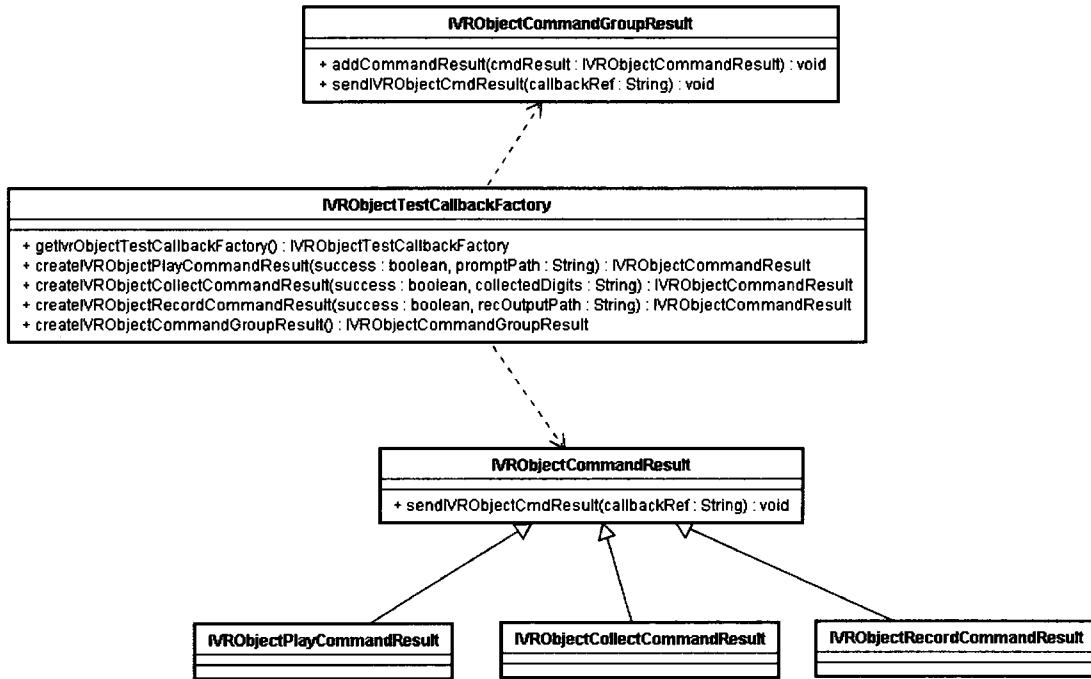 IVRObjectCommandGroupResult
+ addCommandResult(cmdResult : IVRObjectCommandResult) : void
+ sendIVRObjectCmdResult(callbackRef : String) : void
IVRObjectTestCallbackFactory
+ getIvrObjectTestCallbackFactory() : IVRObjectTestCallbackFactory
+ createIVRObjectPlayCommandResult(success : boolean, promptPath : String) : IVRObjectCommandResult
+ createIVRObjectCollectCommandResult(success : boolean, collectedDigits : String) : IVRObjectCommandResult
+ createIVRObjectRecordCommandResult(success : boolean, recOutputPath : String) : IVRObjectCommandResult
+ createIVRObjectCommandGroupResult() : IVRObjectCommandGroupResult
IVRObjectCommandResult
+ sendIVRObjectCmdResult(callbackRef : String) : void
IVRObjectPlayCommandResult
IVRObjectCollectCommandResult
IVRObjectRecordCommandResult